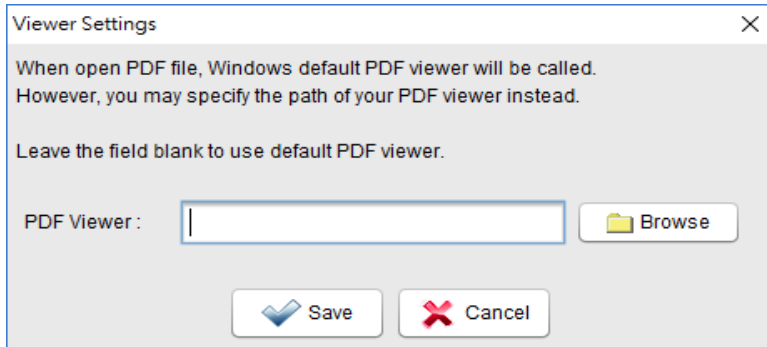 Viewer Settings
When open PDF file, Windows default PDF viewer will be called.
However, you may specify the path of your PDF viewer instead.
Leave the field blank to use default PDF viewer.
PDF Viewer :
Browse
Save
Cancel